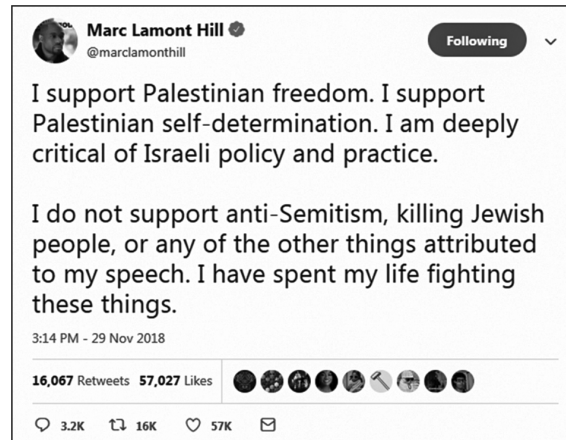 Marc Lamont Hill
@marclamonthill
Following
I support Palestinian freedom. I support
Palestinian self-determination. I am deeply
critical of Israeli policy and practice.
I do not support anti-Semitism, killing Jewish
people, or any of the other things attributed
to my speech. I have spent my life fighting
these things.
3:14 PM - 29 Nov 2018
16,067 Retweets 57,027 Likes
3.2K 16K 57K